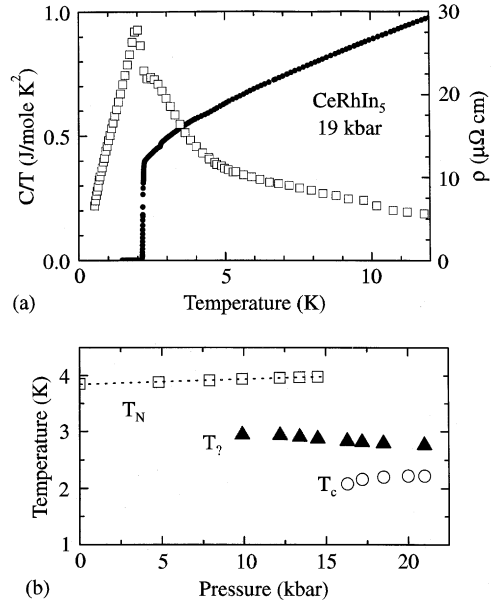 1.0
0.5
0.0
C/T (J/mole K²)
30
20
10
0
ρ (μΩ cm)
CeRhIn₅
19 kbar
5
10
(a)
Temperature (K)
4
3
2
1
Temperature (K)
T_N
T_?
T_c
0
5
10
15
20
(b)
Pressure (kbar)